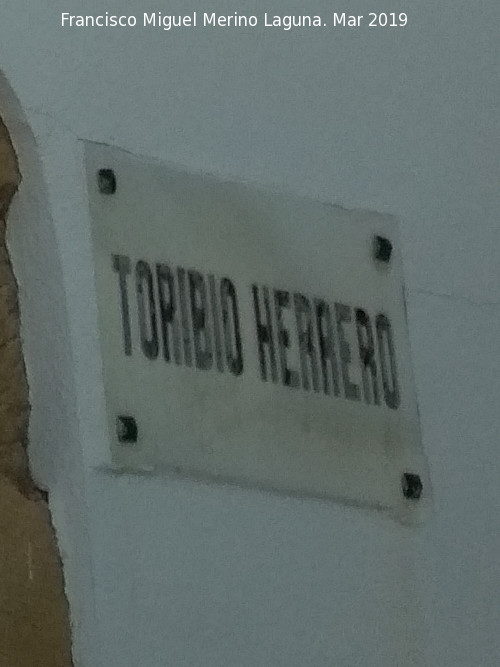 Francisco Miguel Merino Laguna. Mar 2019
TORIBIO HERRERO